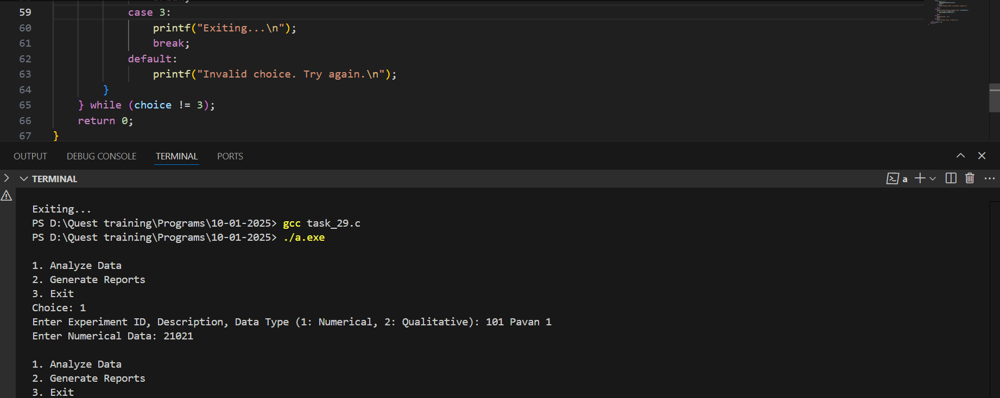 59 case 3:
60 printf("Exiting...\n");
61 break;
62 default:
63 printf("Invalid choice. Try again.\n");
64 }
65 } while (choice != 3);
66 return 0;
67 }
OUTPUT DEBUG CONSOLE TERMINAL PORTS
TERMINAL a
Exiting...
PS D:\Quest training\Programs\10-01-2025> gcc task_29.c
PS D:\Quest training\Programs\10-01-2025> ./a.exe
1. Analyze Data
2. Generate Reports
3. Exit
Choice: 1
Enter Experiment ID, Description, Data Type (1: Numerical, 2: Qualitative): 101 Pavan 1
Enter Numerical Data: 21021
1. Analyze Data
2. Generate Reports
3. Exit